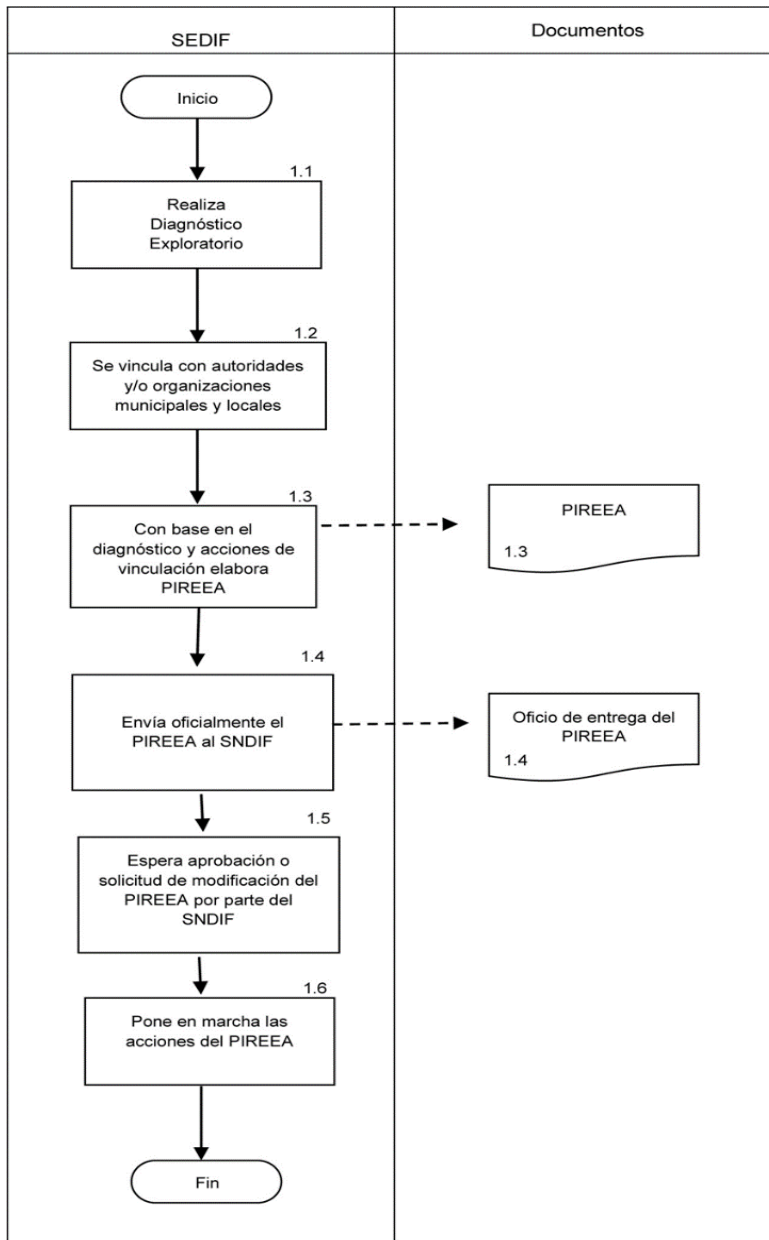 SEDIF
Documentos
Inicio
1.1
Realiza
Diagnóstico
Exploratorio
1.2
Se vincula con autoridades
y/o organizaciones
municipales y locales
1.3
Con base en el
diagnóstico y acciones de
vinculación elabora
PIREEA
PIREEA
1.3
1.4
Envía oficialmente el
PIREEA al SNDIF
Oficio de entrega del
PIREEA
1.4
1.5
Espera aprobación o
solicitud de modificación del
PIREEA por parte del
SNDIF
1.6
Pone en marcha las
acciones del PIREEA
Fin